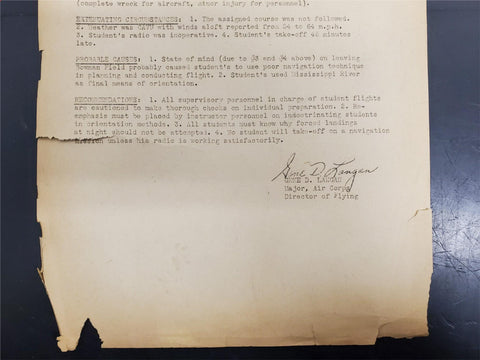 (complete wreck for aircraft, minor injury for personnel).
EXTENUATING CIRCUMSTANCES: 1. The assigned course was not followed.
2. Weather was CAVU with winds aloft reported from 24 to 64 m.p.h.
3. Student's radio was inoperative. 4. Student's take-off 45 minutes
late.
PROBABLE CAUSES: 1. State of mind (due to #3 and #4 above) on leaving
Bowman Field probably caused student's to use poor navigation technique
in planning and conducting flight. 2. Student's used Mississippi River
as final means of orientation.
RECOMMENDATIONS: 1. All supervisory personnel in charge of student flights
are cautioned to make thorough checks on individual preparation. 2. Re-
emphasis must be placed by instructor personnel on indoctrinating students
in orientation methods. 3. All students must know why forced landings
at night should not be attempted. 4. No student will take-off on a navigation
mission unless his radio is working satisfactorily.
Gene D. Langan
GENE D. LANGAN
Major, Air Corps
Director of Flying